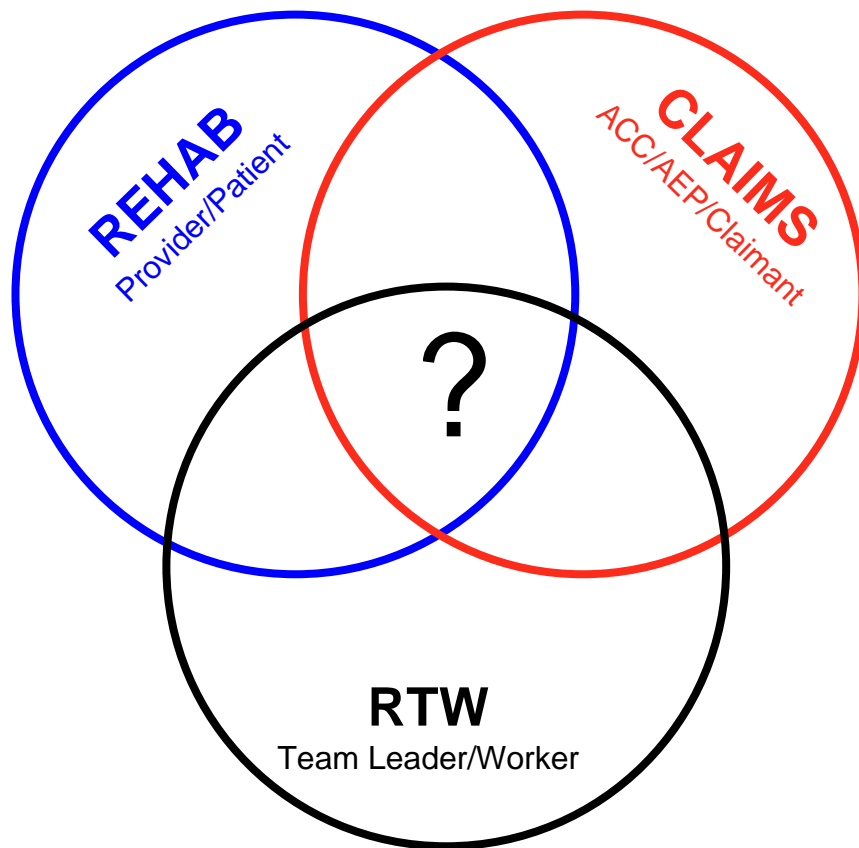 REHAB
Provider/Patient
CLAIMS
ACC/AEP/Claimant
?
RTW
Team Leader/Worker